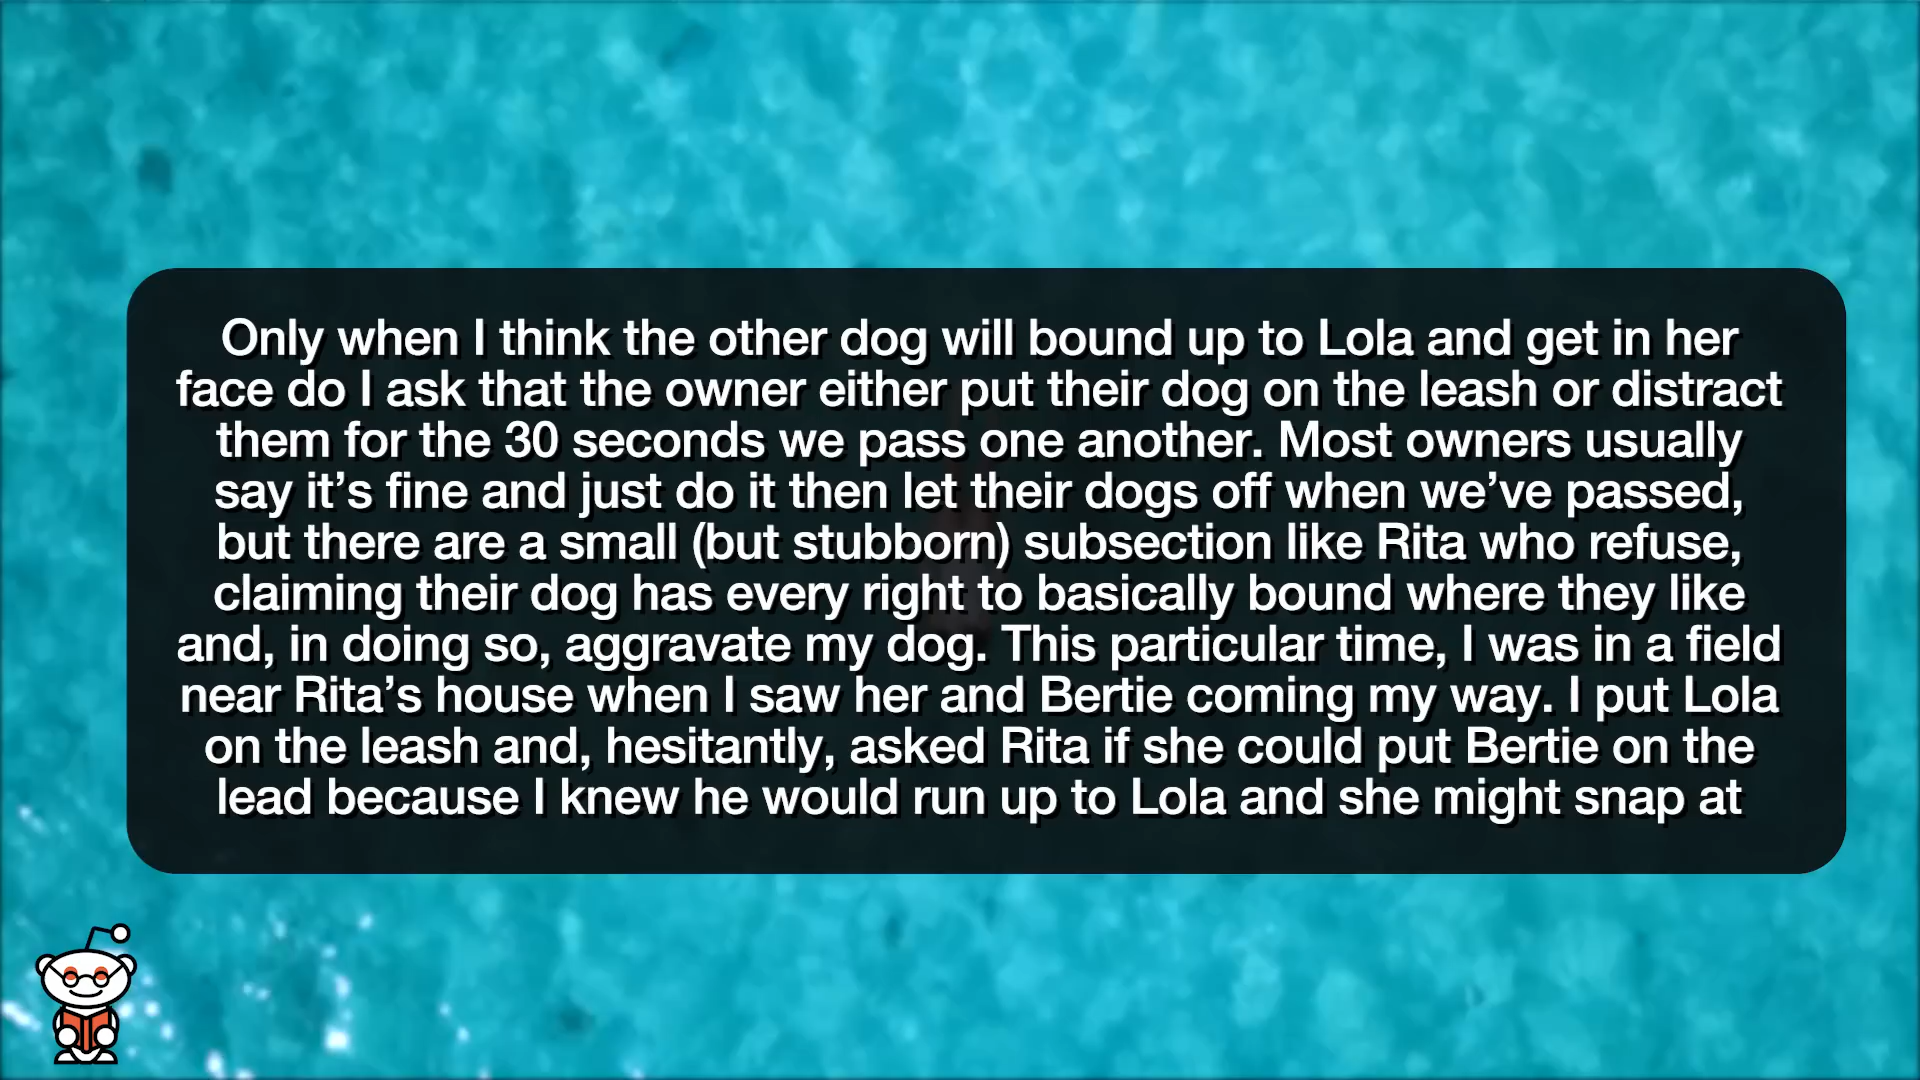 Only when I think the other dog will bound up to Lola and get in her
face do I ask that the owner either put their dog on the leash or distract
them for the 30 seconds we pass one another. Most owners usually
say it’s fine and just do it then let their dogs off when we’ve passed,
but there are a small (but stubborn) subsection like Rita who refuse,
claiming their dog has every right to basically bound where they like
and, in doing so, aggravate my dog. This particular time, I was in a field
near Rita’s house when I saw her and Bertie coming my way. I put Lola
on the leash and, hesitantly, asked Rita if she could put Bertie on the
lead because I knew he would run up to Lola and she might snap at